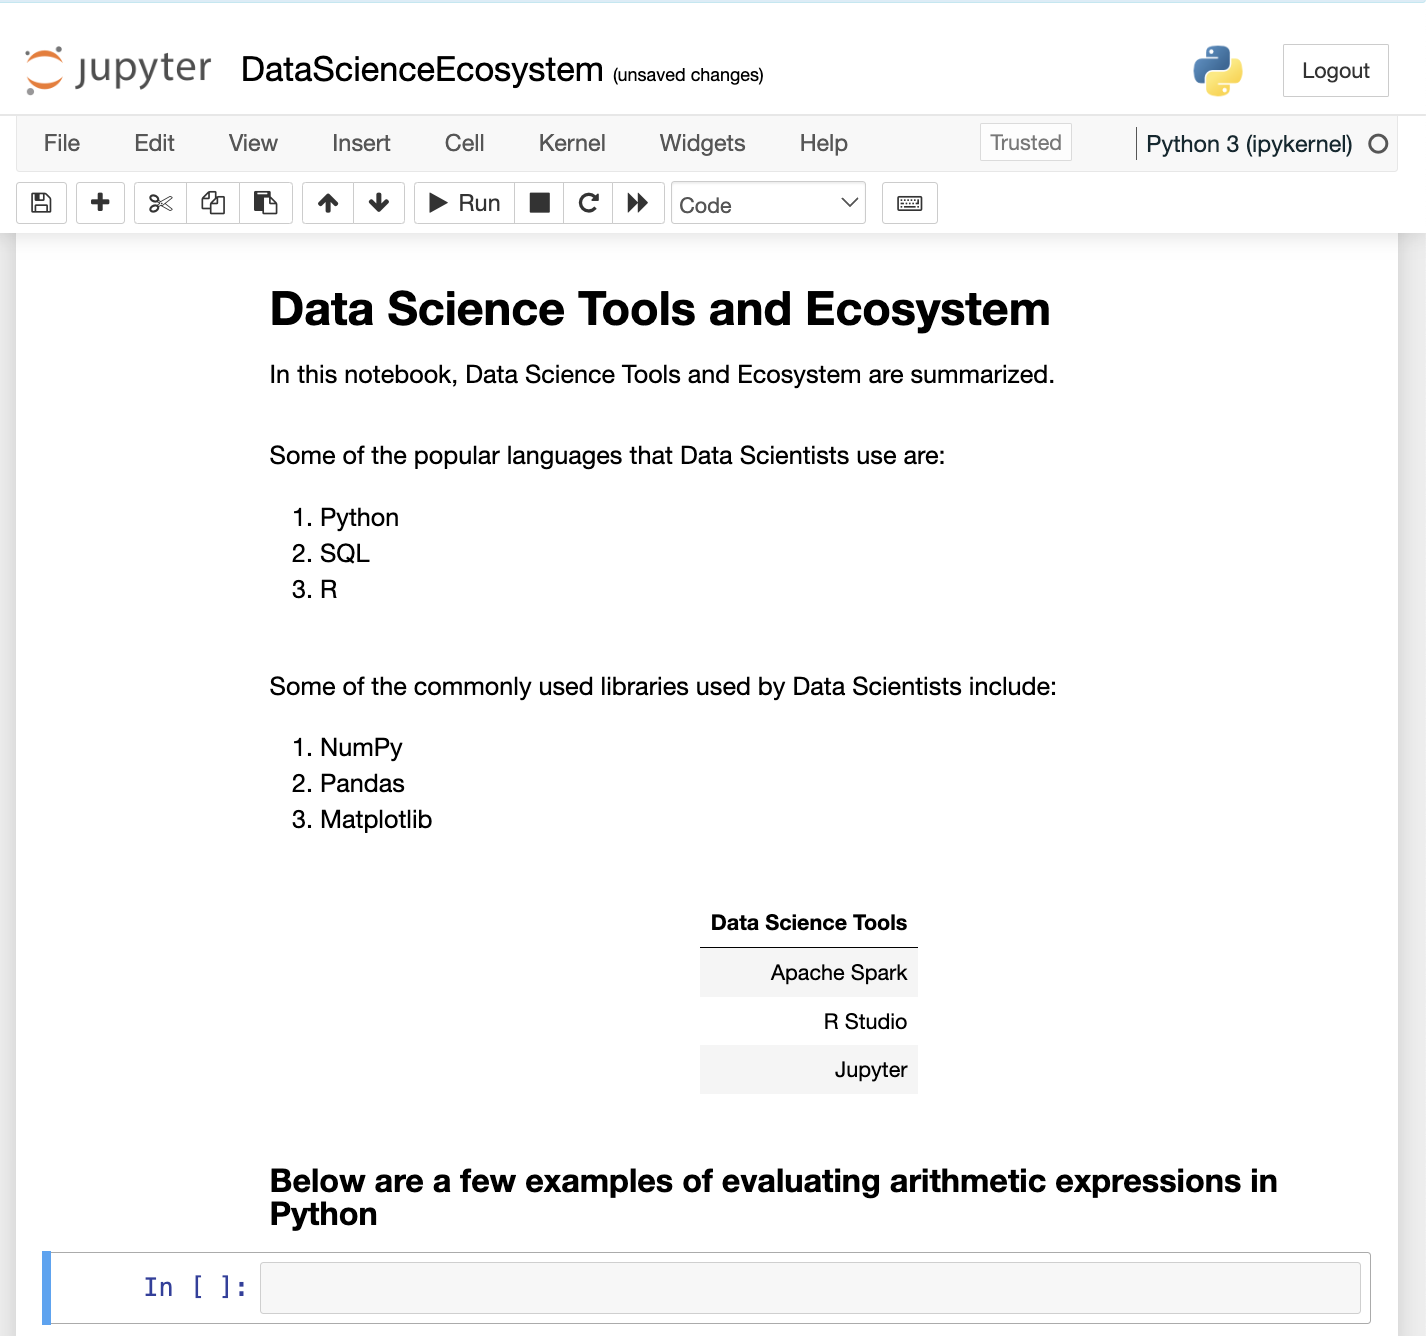 jupyter DataScienceEcosystem (unsaved changes) Logout
File Edit View Insert Cell Kernel Widgets Help Trusted Python 3 (ipykernel)
Run Code
Data Science Tools and Ecosystem
In this notebook, Data Science Tools and Ecosystem are summarized.
Some of the popular languages that Data Scientists use are:
1. Python
2. SQL
3. R
Some of the commonly used libraries used by Data Scientists include:
1. NumPy
2. Pandas
3. Matplotlib
Data Science Tools
Apache Spark
R Studio
Jupyter
Below are a few examples of evaluating arithmetic expressions in
Python
In [ ]: